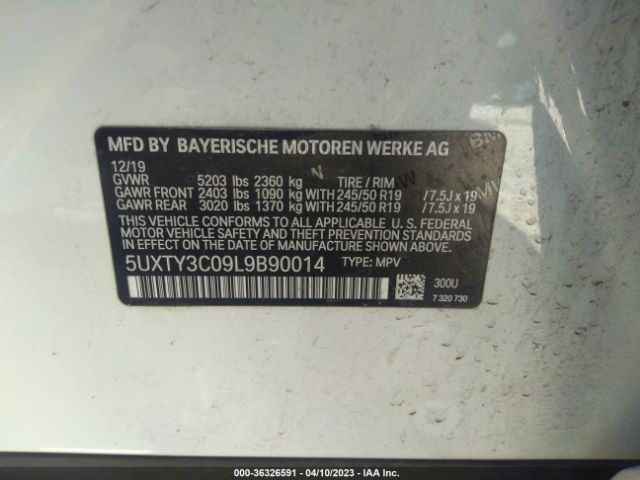 MFD BY BAYERISCHE MOTOREN WERKE AG
12/19
GVWR 5203 lbs 2360 kg TIRE / RIM
GAWR FRONT 2403 lbs 1090 kg WITH 245/50 R19 / 7.5J x 19
GAWR REAR 3020 lbs 1370 kg WITH 245/50 R19 / 7.5J x 19
THIS VEHICLE CONFORMS TO ALL APPLICABLE U. S. FEDERAL
MOTOR VEHICLE SAFETY, BUMPER, AND THEFT PREVENTION
STANDARDS IN EFFECT ON THE DATE OF MANUFACTURE SHOWN ABOVE.
5UXTY3C09L9B90014 TYPE: MPV
300U
7 320 730
© COPY - 36326591 - 04/10/2023 - IAA Inc.